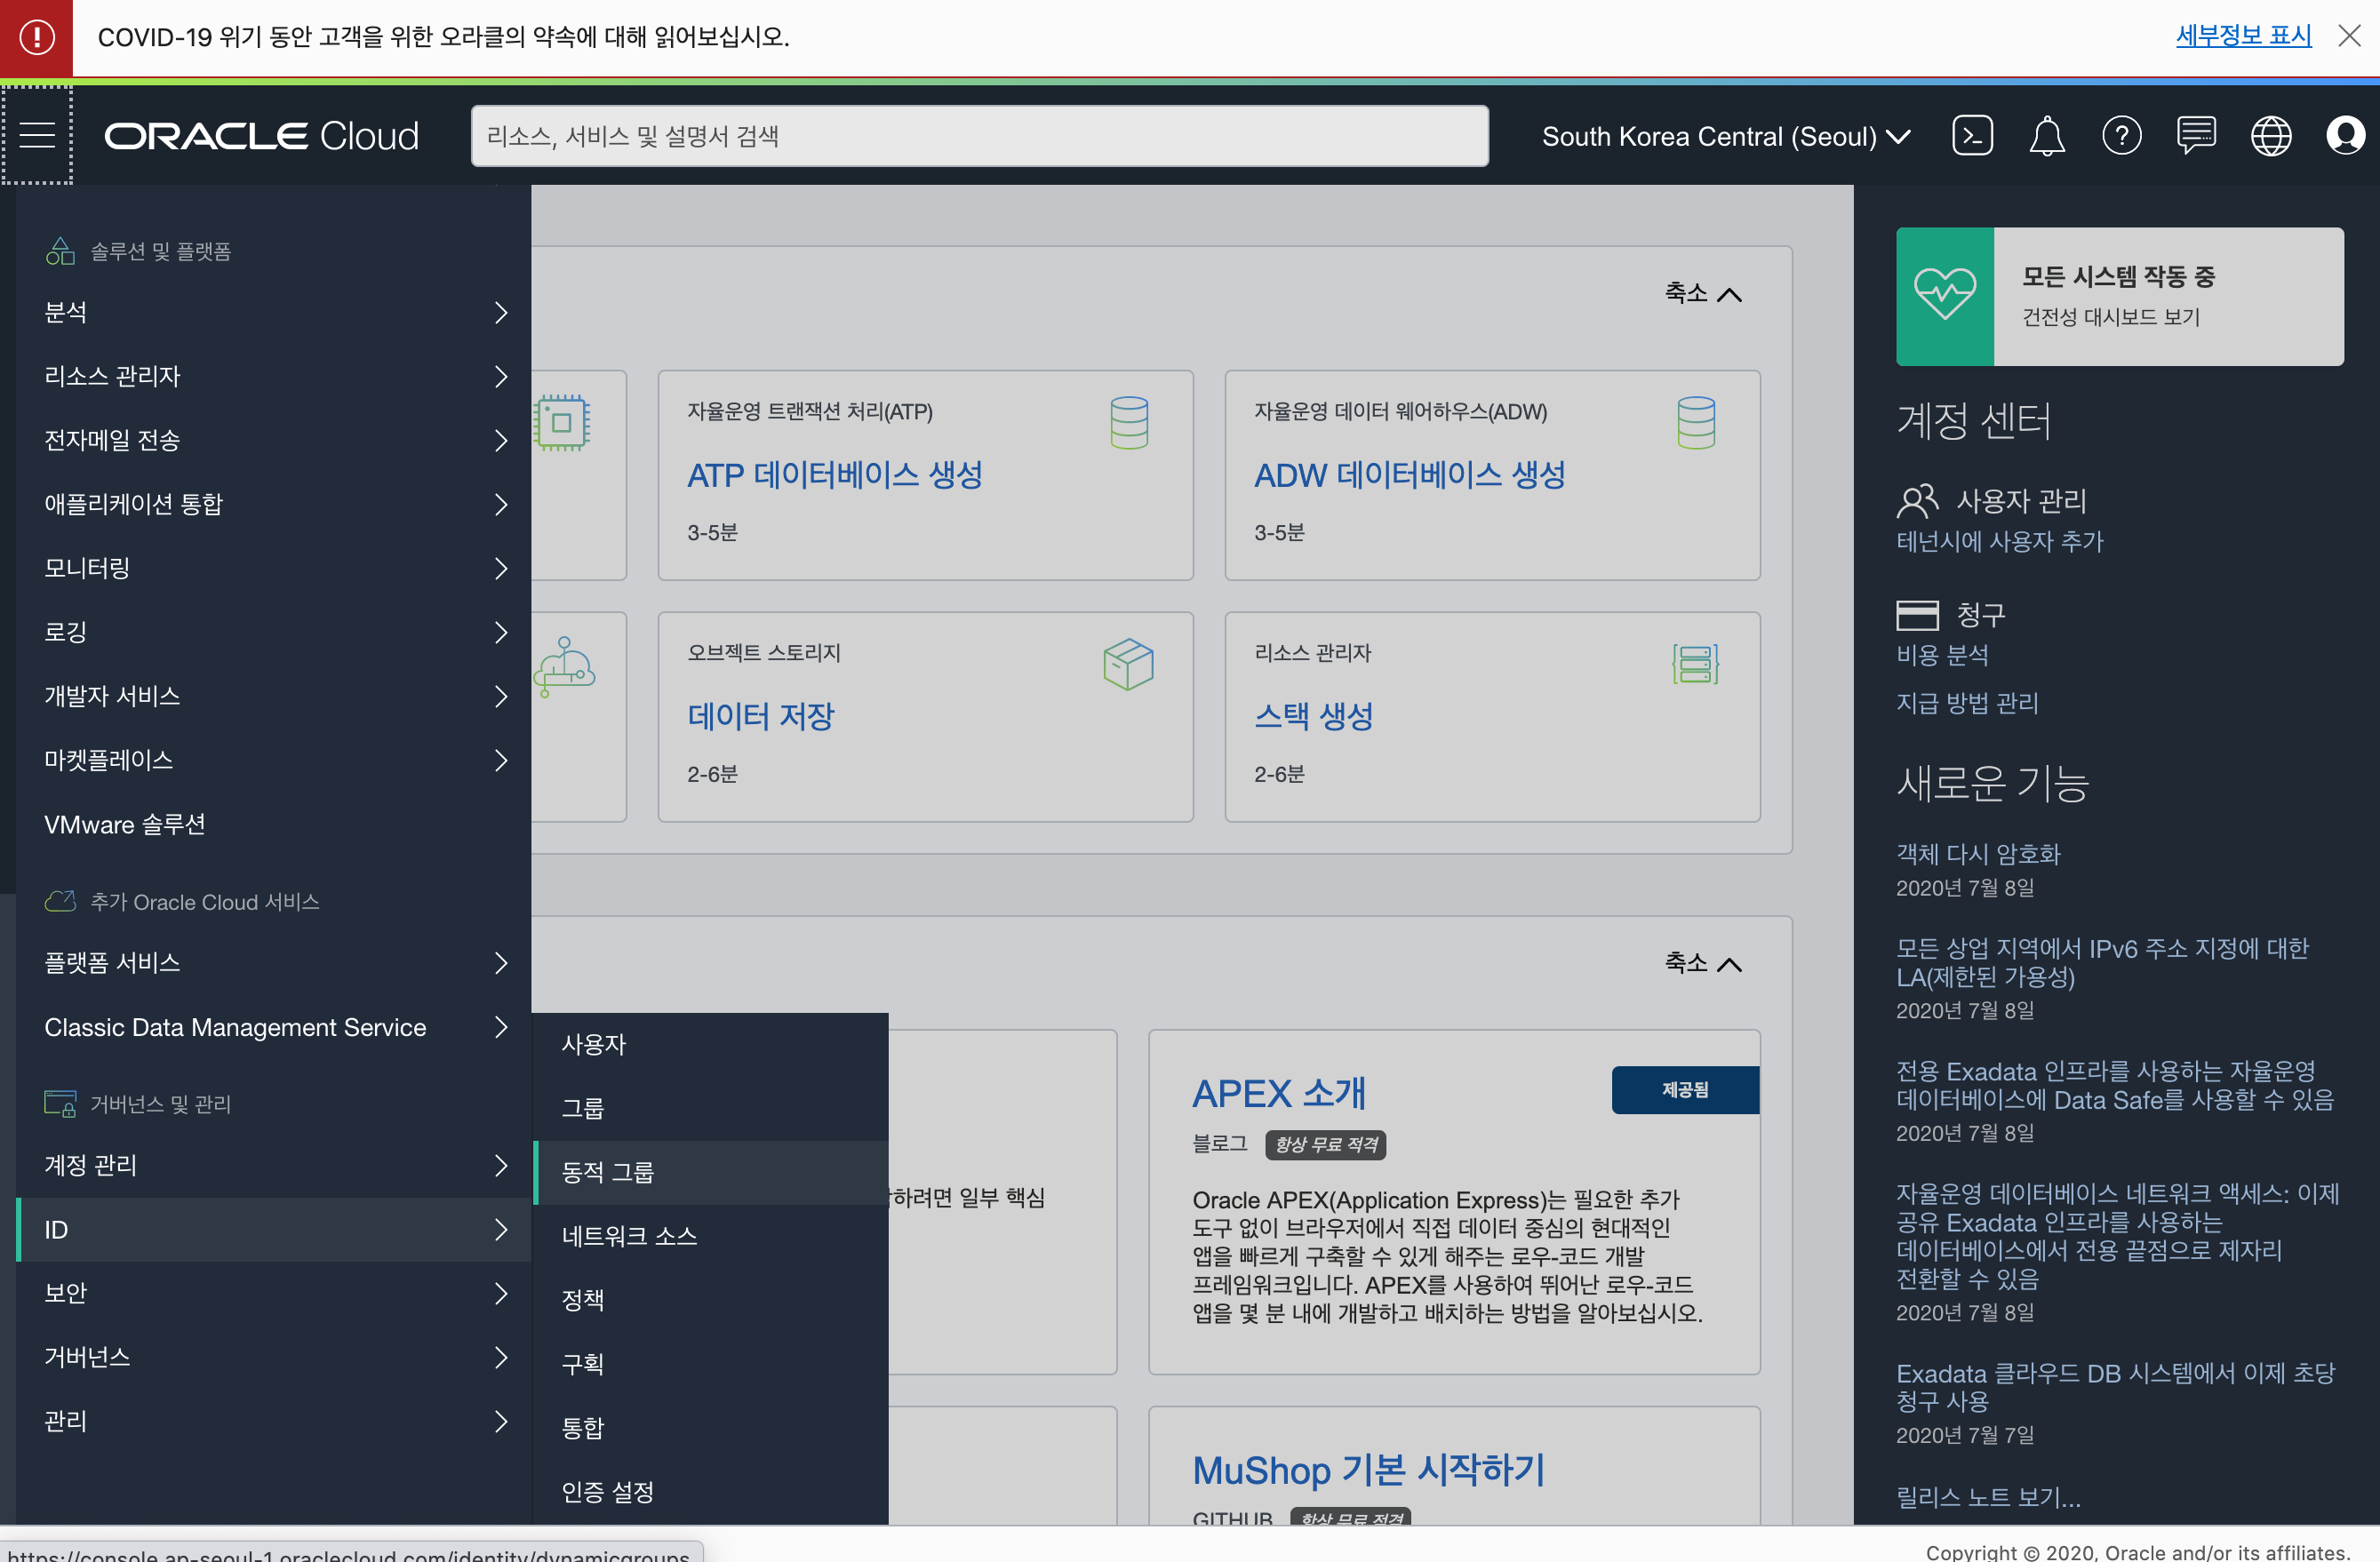 COVID-19 위기 동안 고객을 위한 오라클의 약속에 대해 읽어보십시오.
세부정보 표시
ORACLE Cloud
리소스, 서비스 및 설명서 검색
South Korea Central (Seoul)
솔루션 및 플랫폼
분석
리소스 관리자
전자메일 전송
애플리케이션 통합
모니터링
로깅
개발자 서비스
마켓플레이스
VMware 솔루션
추가 Oracle Cloud 서비스
플랫폼 서비스
Classic Data Management Service
거버넌스 및 관리
계정 관리
ID
보안
거버넌스
관리
사용자
그룹
동적 그룹
네트워크 소스
정책
구획
통합
인증 설정
축소
자율운영 트랜잭션 처리(ATP)
ATP 데이터베이스 생성
3-5분
자율운영 데이터 웨어하우스(ADW)
ADW 데이터베이스 생성
3-5분
오브젝트 스토리지
데이터 저장
2-6분
리소스 관리자
스택 생성
2-6분
축소
하려면 일부 핵심
APEX 소개
제공됨
블로그
항상 무료 적격
Oracle APEX(Application Express)는 필요한 추가
도구 없이 브라우저에서 직접 데이터 중심의 현대적인
앱을 빠르게 구축할 수 있게 해주는 로우-코드 개발
프레임워크입니다. APEX를 사용하여 뛰어난 로우-코드
앱을 몇 분 내에 개발하고 배치하는 방법을 알아보십시오.
MuShop 기본 시작하기
GITHUB
항상 무료 적격
모든 시스템 작동 중
건전성 대시보드 보기
계정 센터
사용자 관리
테넌시에 사용자 추가
청구
비용 분석
지급 방법 관리
새로운 기능
객체 다시 암호화
2020년 7월 8일
모든 상업 지역에서 IPv6 주소 지정에 대한
LA(제한된 가용성)
2020년 7월 8일
전용 Exadata 인프라를 사용하는 자율운영
데이터베이스에 Data Safe를 사용할 수 있음
2020년 7월 8일
자율운영 데이터베이스 네트워크 액세스: 이제
공유 Exadata 인프라를 사용하는
데이터베이스에서 전용 끝점으로 제자리
전환할 수 있음
2020년 7월 8일
Exadata 클라우드 DB 시스템에서 이제 초당
청구 사용
2020년 7월 7일
릴리스 노트 보기...
https://console.ap-seoul-1.oraclecloud.com/identity/dynamicgroups
Copyright © 2020, Oracle and/or its affiliates.